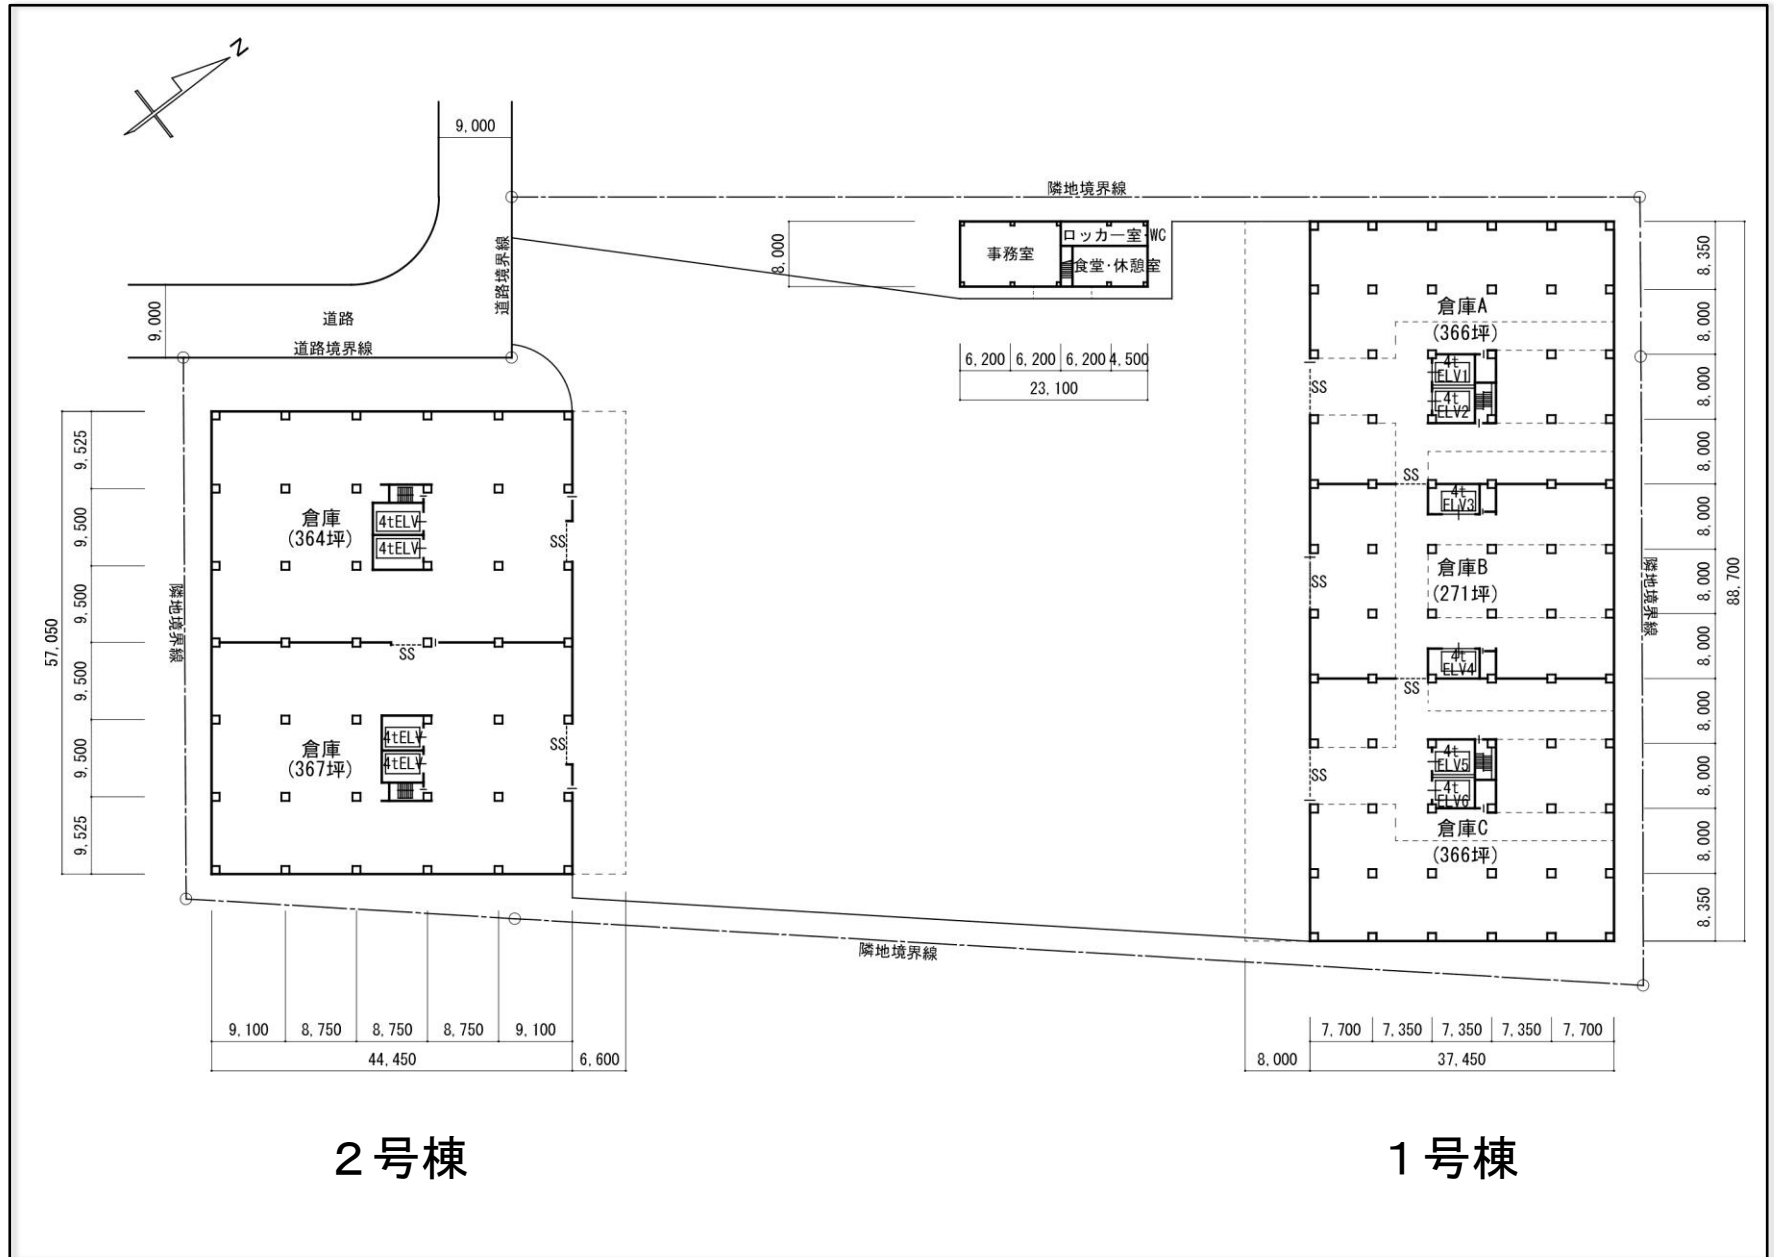 N
9,000
隣地境界線
道路境界線
9,000
道路
道路境界線
8,000
事務室
ロッカー室・WC
食堂・休憩室
6,200 6,200 6,200 4,500
23,100
倉庫A
(366坪)
4t
ELV1
4t
ELV2
SS
SS
4t
ELV3
倉庫B
(271坪)
SS
4t
ELV4
SS
4t
ELV5
4t
ELV6
SS
倉庫C
(366坪)
8,350
8,000
8,000
8,000
8,000
8,000
8,000
8,000
8,000
8,000
8,350
88,700
隣地境界線
9,525
9,500
9,500
9,500
9,500
9,525
57,050
隣地境界線
倉庫
(364坪)
4tELV
4tELV
SS
SS
倉庫
(367坪)
4tELV
4tELV
SS
隣地境界線
9,100 8,750 8,750 8,750 9,100
44,450 6,600
7,700 7,350 7,350 7,350 7,700
8,000 37,450
2号棟
1号棟